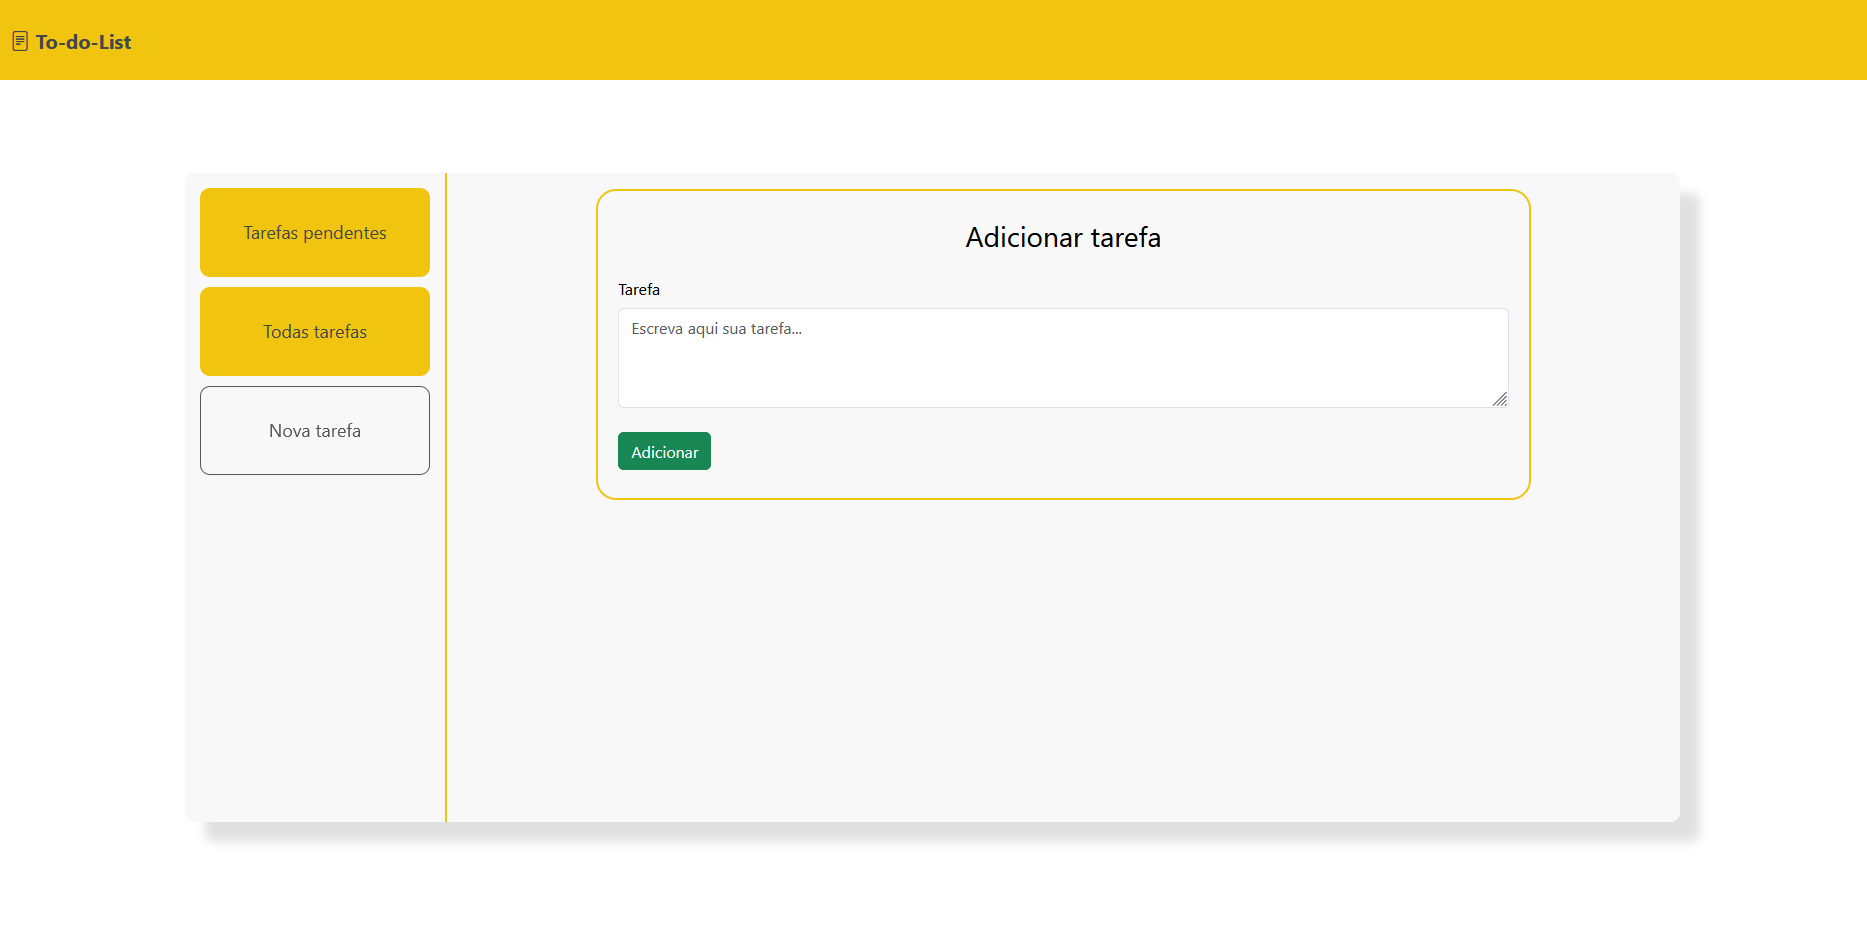 To-do-List
Tarefas pendentes
Todas tarefas
Nova tarefa
Adicionar tarefa
Tarefa
Escreva aqui sua tarefa...
Adicionar